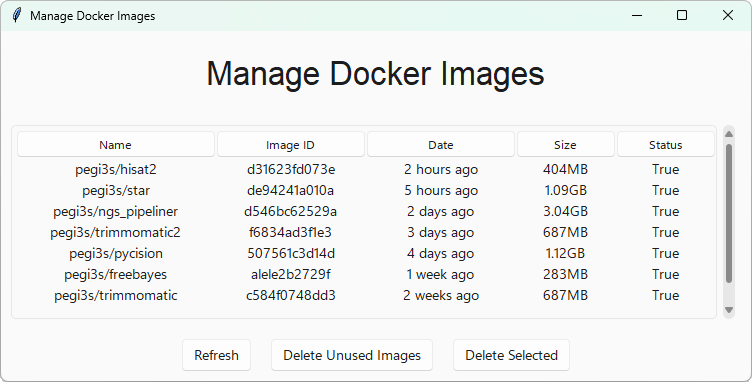 Manage Docker Images
Manage Docker Images
Name Image ID Date Size Status
pegi3s/hisat2 d31623fd073e 2 hours ago 404MB True
pegi3s/star de94241a010a 5 hours ago 1.09GB True
pegi3s/ngs_pipeliner d546bc62529a 2 days ago 3.04GB True
pegi3s/trimmomatic2 f6834ad3f1e3 3 days ago 687MB True
pegi3s/pycision 507561c3d14d 4 days ago 1.12GB True
pegi3s/freebayes alele2b2729f 1 week ago 283MB True
pegi3s/trimmomatic c584f0748dd3 2 weeks ago 687MB True
Refresh Delete Unused Images Delete Selected